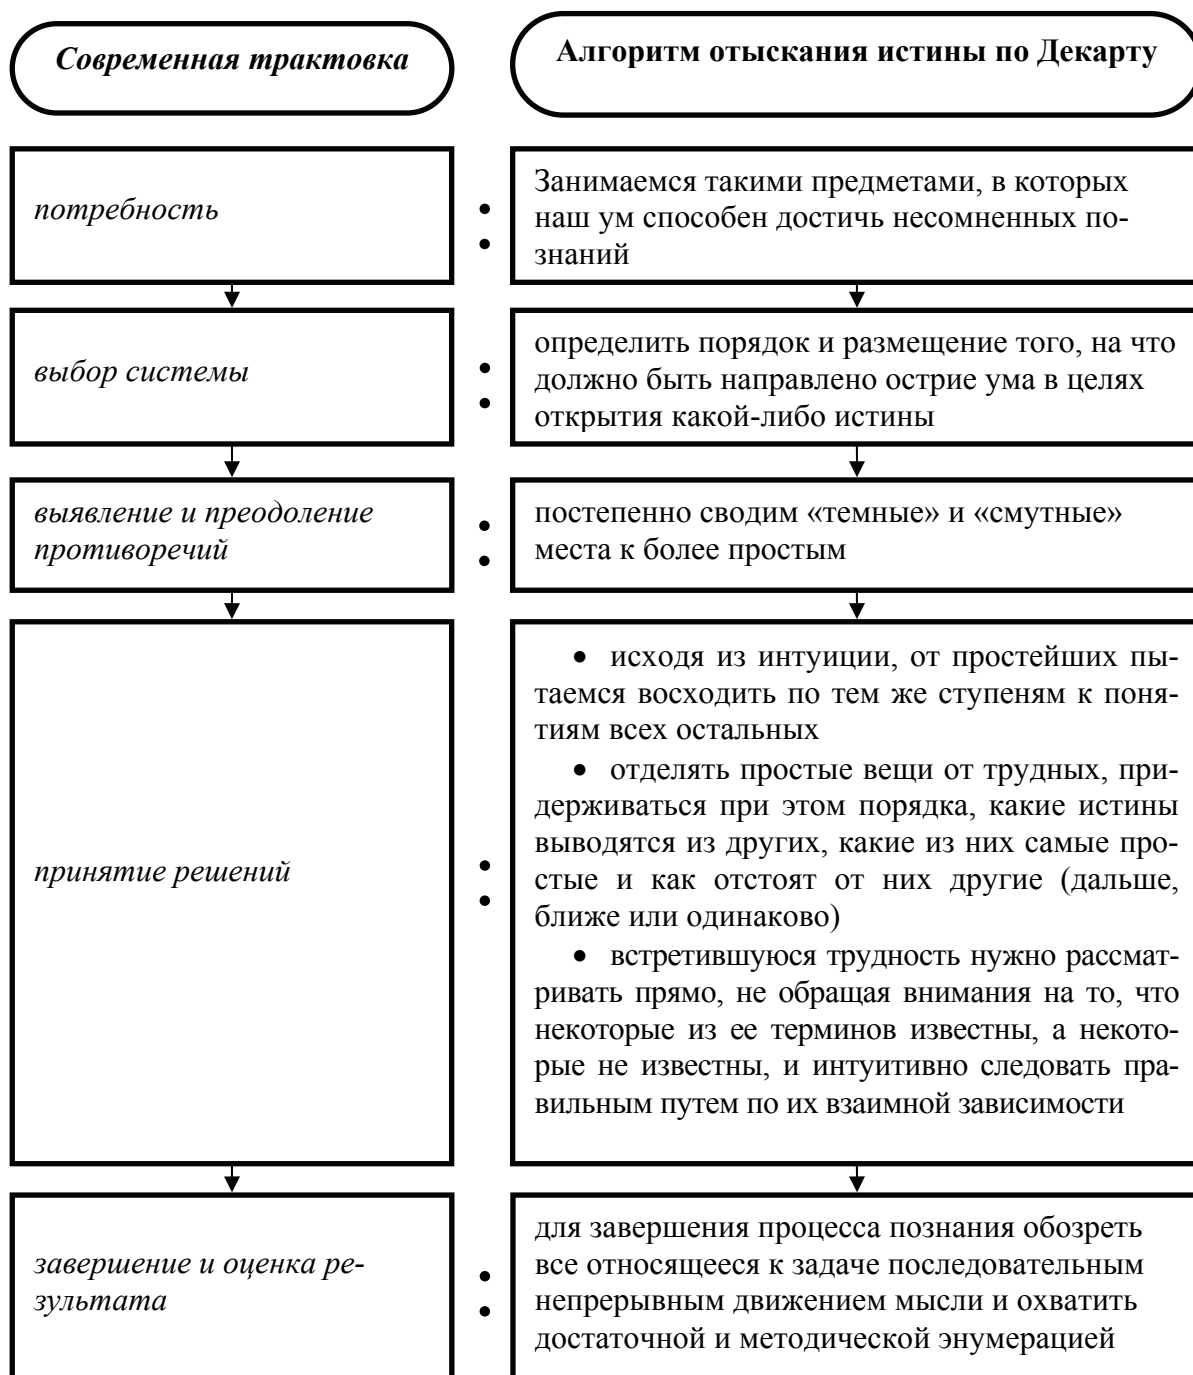 Современная трактовка
Алгоритм отыскания истины по Декарту
потребность
Занимаемся такими предметами, в которых
наш ум способен достичь несомненных по-
знаний
выбор системы
определить порядок и размещение того, на что
должно быть направлено острие ума в целях
открытия какой-либо истины
выявление и преодоление
противоречий
постепенно сводим «темные» и «смутные»
места к более простым
принятие решений
• исходя из интуиции, от простейших пы-
таемся восходить по тем же ступеням к поня-
тиям всех остальных
• отделять простые вещи от трудных, при-
держиваться при этом порядка, какие истины
выводятся из других, какие из них самые про-
стые и как отстоят от них другие (дальше,
ближе или одинаково)
• встретившуюся трудность нужно рассмат-
ривать прямо, не обращая внимания на то, что
некоторые из ее терминов известны, а некото-
рые не известны, и интуитивно следовать пра-
вильным путем по их взаимной зависимости
завершение и оценка ре-
зультата
для завершения процесса познания обозреть
все относящееся к задаче последовательным
непрерывным движением мысли и охватить
достаточной и методической энумерацией